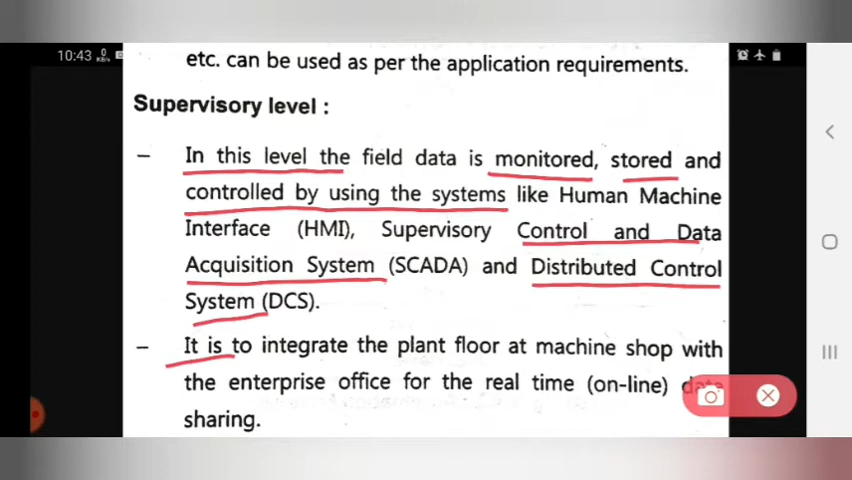 10:43 0 KB/s
etc. can be used as per the application requirements.
Supervisory level :
– In this level the field data is monitored, stored and
controlled by using the systems like Human Machine
Interface (HMI), Supervisory Control and Data
Acquisition System (SCADA) and Distributed Control
System (DCS).
– It is to integrate the plant floor at machine shop with
the enterprise office for the real time (on-line) data
sharing.